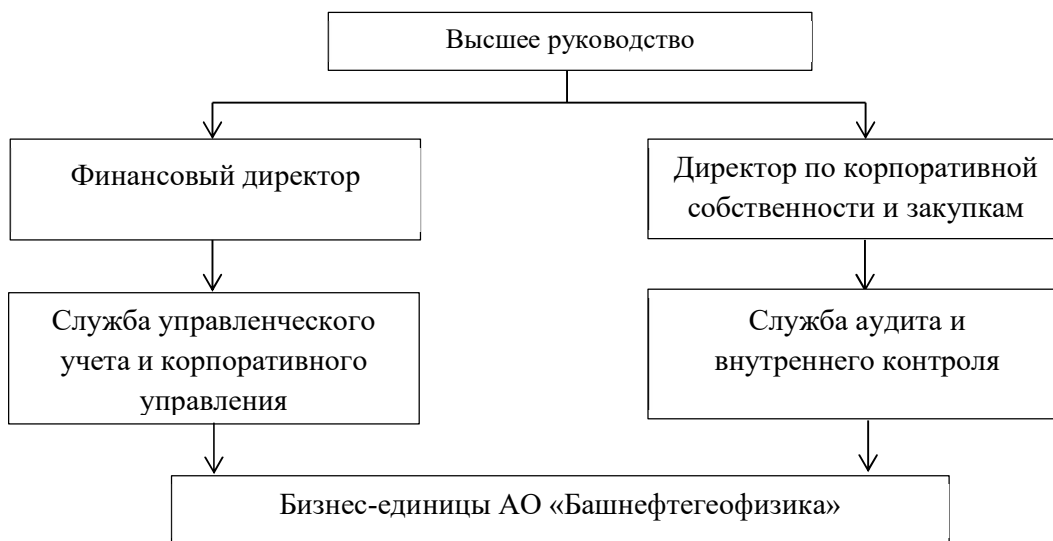 Высшее руководство
Финансовый директор
Директор по корпоративной
собственности и закупкам
Служба управленческого
учета и корпоративного
управления
Служба аудита и
внутреннего контроля
Бизнес-единицы АО «Башнефтегеофизика»